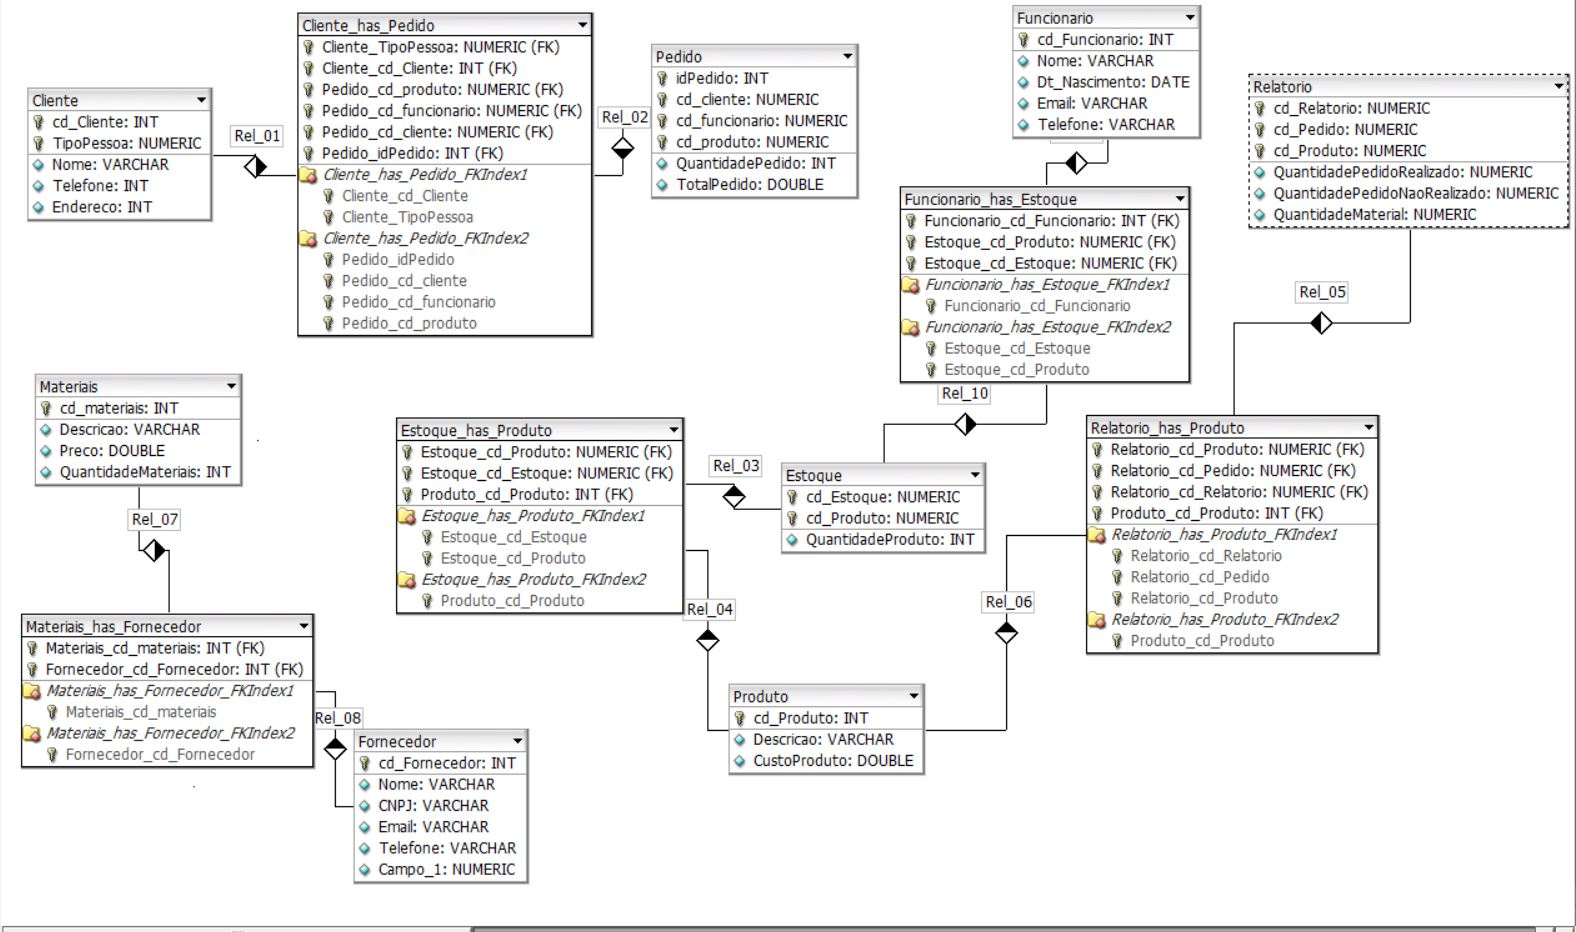 Cliente
cd_Cliente: INT
TipoPessoa: NUMERIC
Nome: VARCHAR
Telefone: INT
Endereco: INT
Rel_01
Cliente_has_Pedido
Cliente_TipoPessoa: NUMERIC (FK)
Cliente_cd_Cliente: INT (FK)
Pedido_cd_produto: NUMERIC (FK)
Pedido_cd_funcionario: NUMERIC (FK)
Pedido_cd_cliente: NUMERIC (FK)
Pedido_idPedido: INT (FK)
Cliente_has_Pedido_FKIndex1
Cliente_cd_Cliente
Cliente_TipoPessoa
Cliente_has_Pedido_FKIndex2
Pedido_idPedido
Pedido_cd_cliente
Pedido_cd_funcionario
Pedido_cd_produto
Rel_02
Pedido
idPedido: INT
cd_cliente: NUMERIC
cd_funcionario: NUMERIC
cd_produto: NUMERIC
QuantidadePedido: INT
TotalPedido: DOUBLE
Funcionario
cd_Funcionario: INT
Nome: VARCHAR
Dt_Nascimento: DATE
Email: VARCHAR
Telefone: VARCHAR
Relatorio
cd_Relatorio: NUMERIC
cd_Pedido: NUMERIC
cd_Produto: NUMERIC
QuantidadePedidoRealizado: NUMERIC
QuantidadePedidoNaoRealizado: NUMERIC
QuantidadeMaterial: NUMERIC
Funcionario_has_Estoque
Funcionario_cd_Funcionario: INT (FK)
Estoque_cd_Produto: NUMERIC (FK)
Estoque_cd_Estoque: NUMERIC (FK)
Funcionario_has_Estoque_FKIndex1
Funcionario_cd_Funcionario
Funcionario_has_Estoque_FKIndex2
Estoque_cd_Estoque
Estoque_cd_Produto
Rel_05
Rel_10
Materiais
cd_materiais: INT
Descricao: VARCHAR
Preco: DOUBLE
QuantidadeMateriais: INT
Rel_07
Estoque_has_Produto
Estoque_cd_Produto: NUMERIC (FK)
Estoque_cd_Estoque: NUMERIC (FK)
Produto_cd_Produto: INT (FK)
Estoque_has_Produto_FKIndex1
Estoque_cd_Estoque
Estoque_cd_Produto
Estoque_has_Produto_FKIndex2
Produto_cd_Produto
Rel_03
Estoque
cd_Estoque: NUMERIC
cd_Produto: NUMERIC
QuantidadeProduto: INT
Relatorio_has_Produto
Relatorio_cd_Produto: NUMERIC (FK)
Relatorio_cd_Pedido: NUMERIC (FK)
Relatorio_cd_Relatorio: NUMERIC (FK)
Produto_cd_Produto: INT (FK)
Relatorio_has_Produto_FKIndex1
Relatorio_cd_Relatorio
Relatorio_cd_Pedido
Relatorio_cd_Produto
Relatorio_has_Produto_FKIndex2
Produto_cd_Produto
Rel_04
Rel_06
Materiais_has_Fornecedor
Materiais_cd_materiais: INT (FK)
Fornecedor_cd_Fornecedor: INT (FK)
Materiais_has_Fornecedor_FKIndex1
Materiais_cd_materiais
Materiais_has_Fornecedor_FKIndex2
Fornecedor_cd_Fornecedor
Rel_08
Fornecedor
cd_Fornecedor: INT
Nome: VARCHAR
CNPJ: VARCHAR
Email: VARCHAR
Telefone: VARCHAR
Campo_1: NUMERIC
Produto
cd_Produto: INT
Descricao: VARCHAR
CustoProduto: DOUBLE